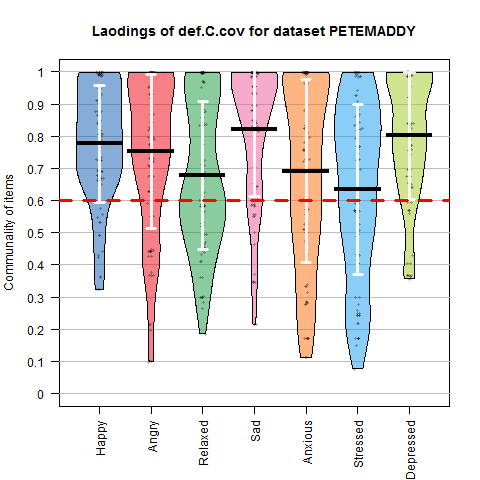 Laodings of def.C.cov for dataset PETEMADDY
Communality of items
1
0.9
0.8
0.7
0.6
0.5
0.4
0.3
0.2
0.1
0
Happy
Angry
Relaxed
Sad
Anxious
Stressed
Depressed